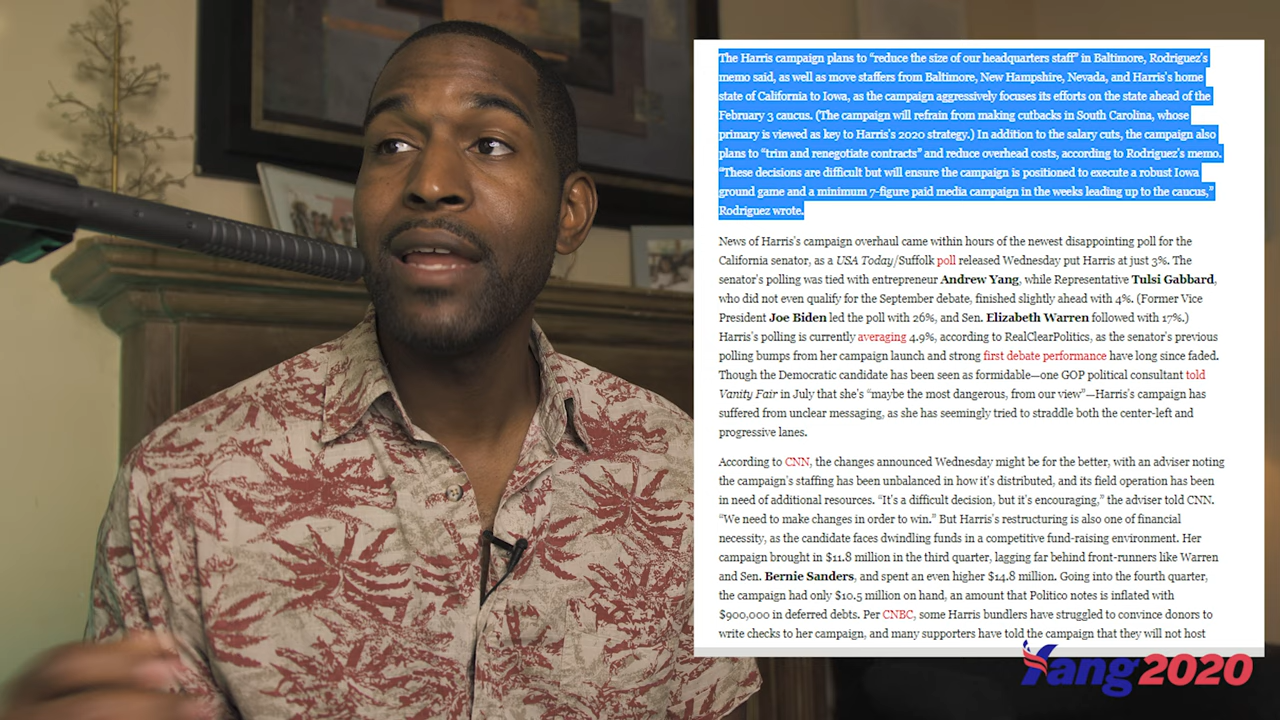 The Harris campaign plans to “reduce the size of our headquarters staff” in Baltimore, Rodriguez’s
memo said, as well as move staffers from Baltimore, New Hampshire, Nevada, and Harris’s home
state of California to Iowa, as the campaign aggressively focuses its efforts on the state ahead of the
February 3 caucus. (The campaign will refrain from making cutbacks in South Carolina, whose
primary is viewed as key to Harris’s 2020 strategy.) In addition to the salary cuts, the campaign also
plans to “trim and renegotiate contracts” and reduce overhead costs, according to Rodriguez’s memo.
“These decisions are difficult but will ensure the campaign is positioned to execute a robust Iowa
ground game and a minimum 7-figure paid media campaign in the weeks leading up to the caucus,”
Rodriguez wrote.
News of Harris’s campaign overhaul came within hours of the newest disappointing poll for the
California senator, as a USA Today/Suffolk poll released Wednesday put Harris at just 3%. The
senator’s polling was tied with entrepreneur Andrew Yang, while Representative Tulsi Gabbard,
who did not even qualify for the September debate, finished slightly ahead with 4%. (Former Vice
President Joe Biden led the poll with 26%, and Sen. Elizabeth Warren followed with 17%.)
Harris’s polling is currently averaging 4.9%, according to RealClearPolitics, as the senator’s previous
polling bumps from her campaign launch and strong first debate performance have long since faded.
Though the Democratic candidate has been seen as formidable—one GOP political consultant told
Vanity Fair in July that she’s “maybe the most dangerous, from our view”—Harris’s campaign has
suffered from unclear messaging, as she has seemingly tried to straddle both the center-left and
progressive lanes.
According to CNN, the changes announced Wednesday might be for the better, with an adviser noting
the campaign’s staffing has been unbalanced in how it’s distributed, and its field operation has been
in need of additional resources. “It’s a difficult decision, but it’s encouraging,” the adviser told CNN.
“We need to make changes in order to win.” But Harris’s restructuring is also one of financial
necessity, as the candidate faces dwindling funds in a competitive fund-raising environment. Her
campaign brought in $11.8 million in the third quarter, lagging far behind front-runners like Warren
and Sen. Bernie Sanders, and spent an even higher $14.8 million. Going into the fourth quarter,
the campaign had only $10.5 million on hand, an amount that Politico notes is inflated with
$900,000 in deferred debts. Per CNBC, some Harris bundlers have struggled to convince donors to
write checks to her campaign, and many supporters have told the campaign that they will not host
Yang 2020